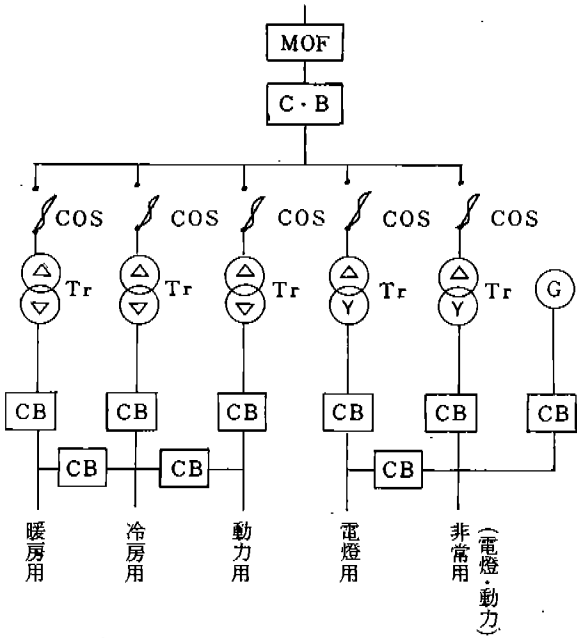 MOF
C・B
COS COS COS COS COS
Tr Tr Tr Tr Tr
G
CB CB CB CB CB CB
CB CB CB
暖房用
冷房用
動力用
電燈用
非常用
(電燈・動力)